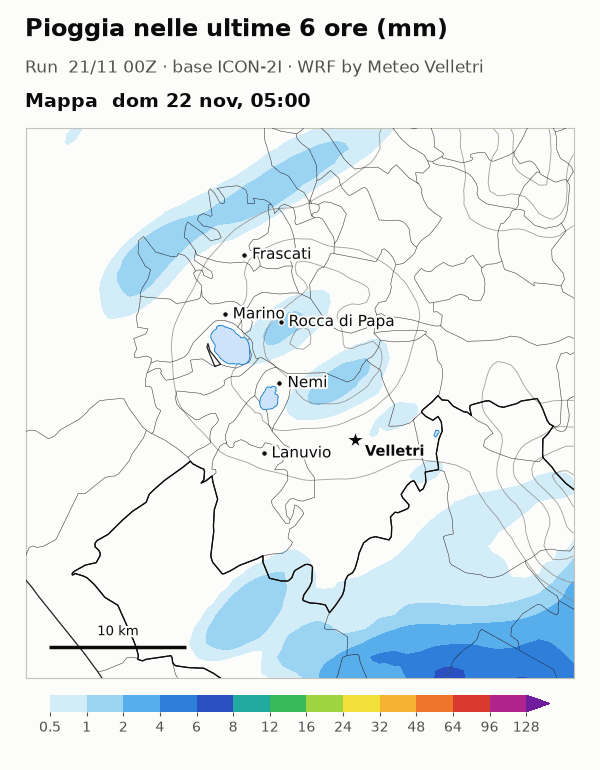 Pioggia nelle ultime 6 ore (mm)
Run  21/11 00Z · base ICON-2I · WRF by Meteo Velletri
Mappa  dom 22 nov, 05:00
Frascati
Marino
Rocca di Papa
Nemi
Velletri
Lanuvio
10 km
0.5 1 2 4 6 8 12 16 24 32 48 64 96 128